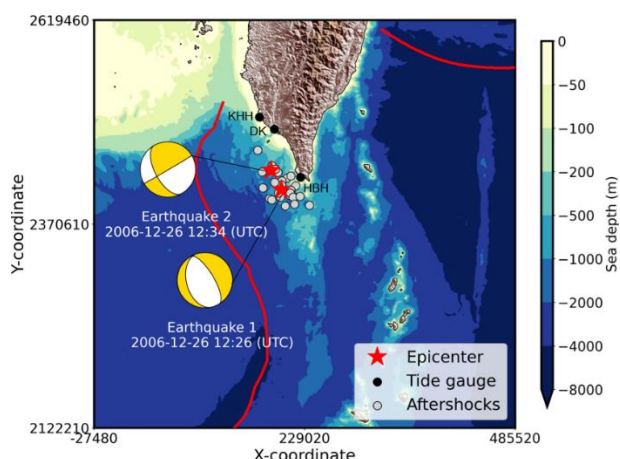 2619460
2370610
2122210
-27480
229020
485520
Y-coordinate
X-coordinate
KHH
DK
HBH
Earthquake 2
2006-12-26 12:34 (UTC)
Earthquake 1
2006-12-26 12:26 (UTC)
Epicenter
Tide gauge
Aftershocks
0
−50
−100
−200
−500
−1000
−2000
−4000
−8000
Sea depth (m)